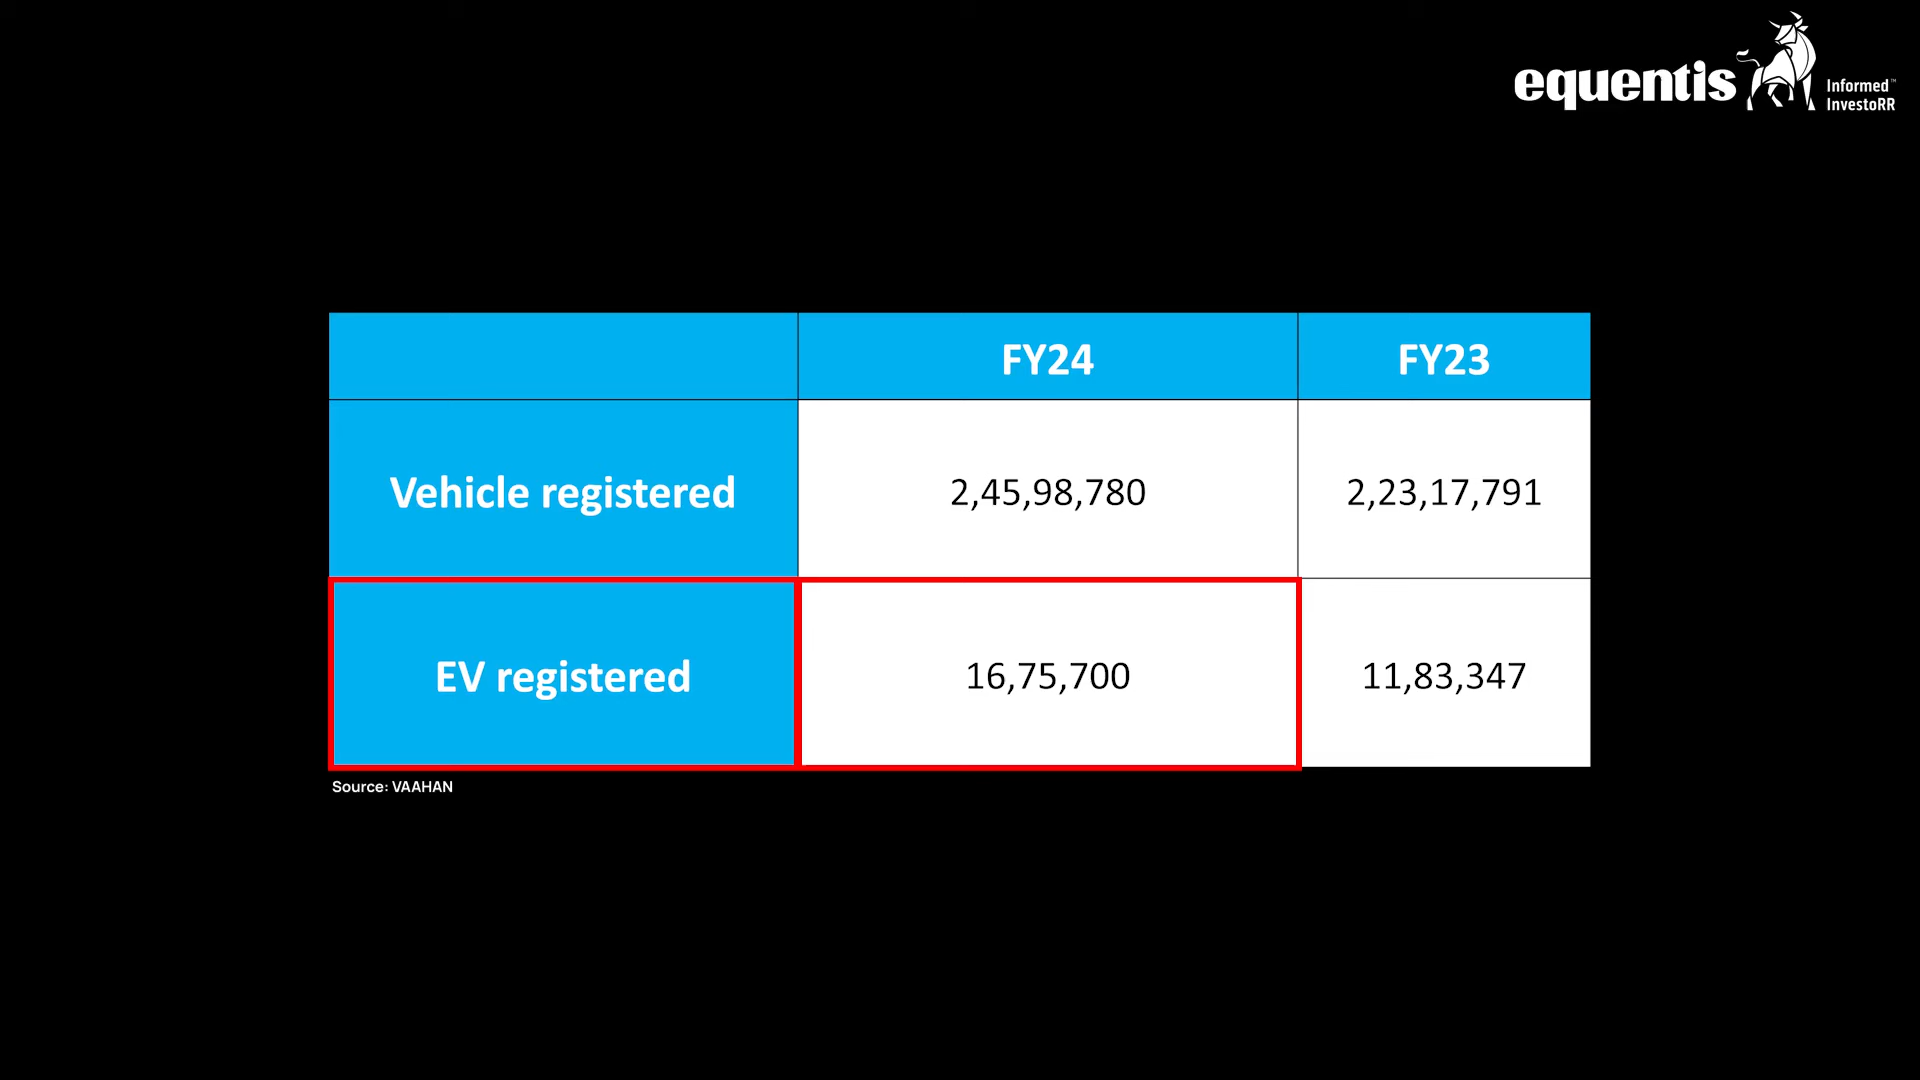 equentis
Informed™
InvestoRR
FY24 FY23
Vehicle registered 2,45,98,780 2,23,17,791
EV registered 16,75,700 11,83,347
Source: VAAHAN